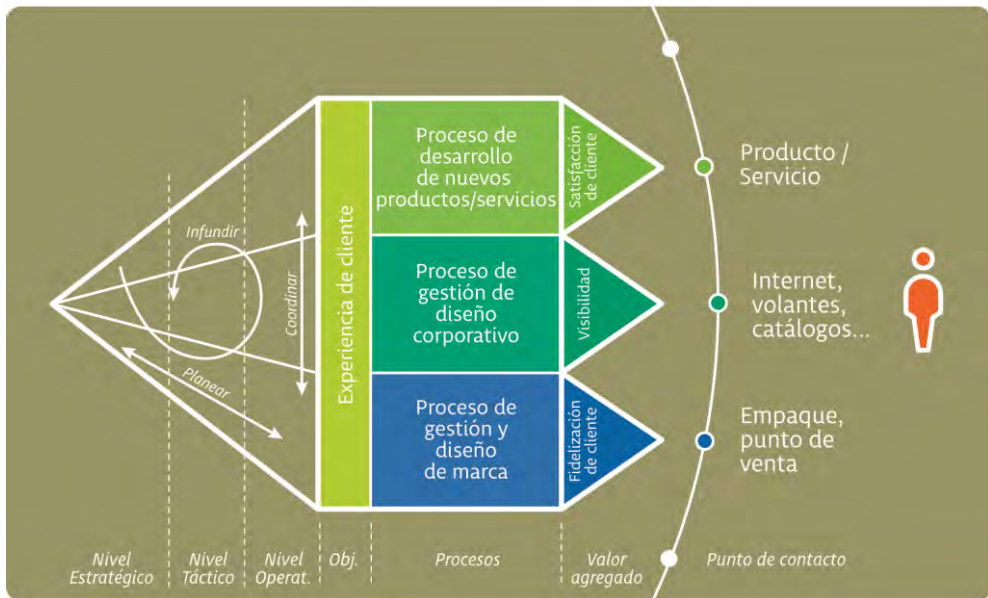 Infundir
Coordinar
Planear
Experiencia de cliente
Proceso de
desarrollo
de nuevos
productos/servicios
Satisfacción
de cliente
Producto /
Servicio
Proceso de
gestión de
diseño
corporativo
Visibilidad
Internet,
volantes,
catálogos...
Proceso de
gestión y
diseño
de marca
Fidelización
de cliente
Empaque,
punto de
venta
Nivel
Estratégico
Nivel
Táctico
Nivel
Operat.
Obj.
Procesos
Valor
agregado
Punto de contacto